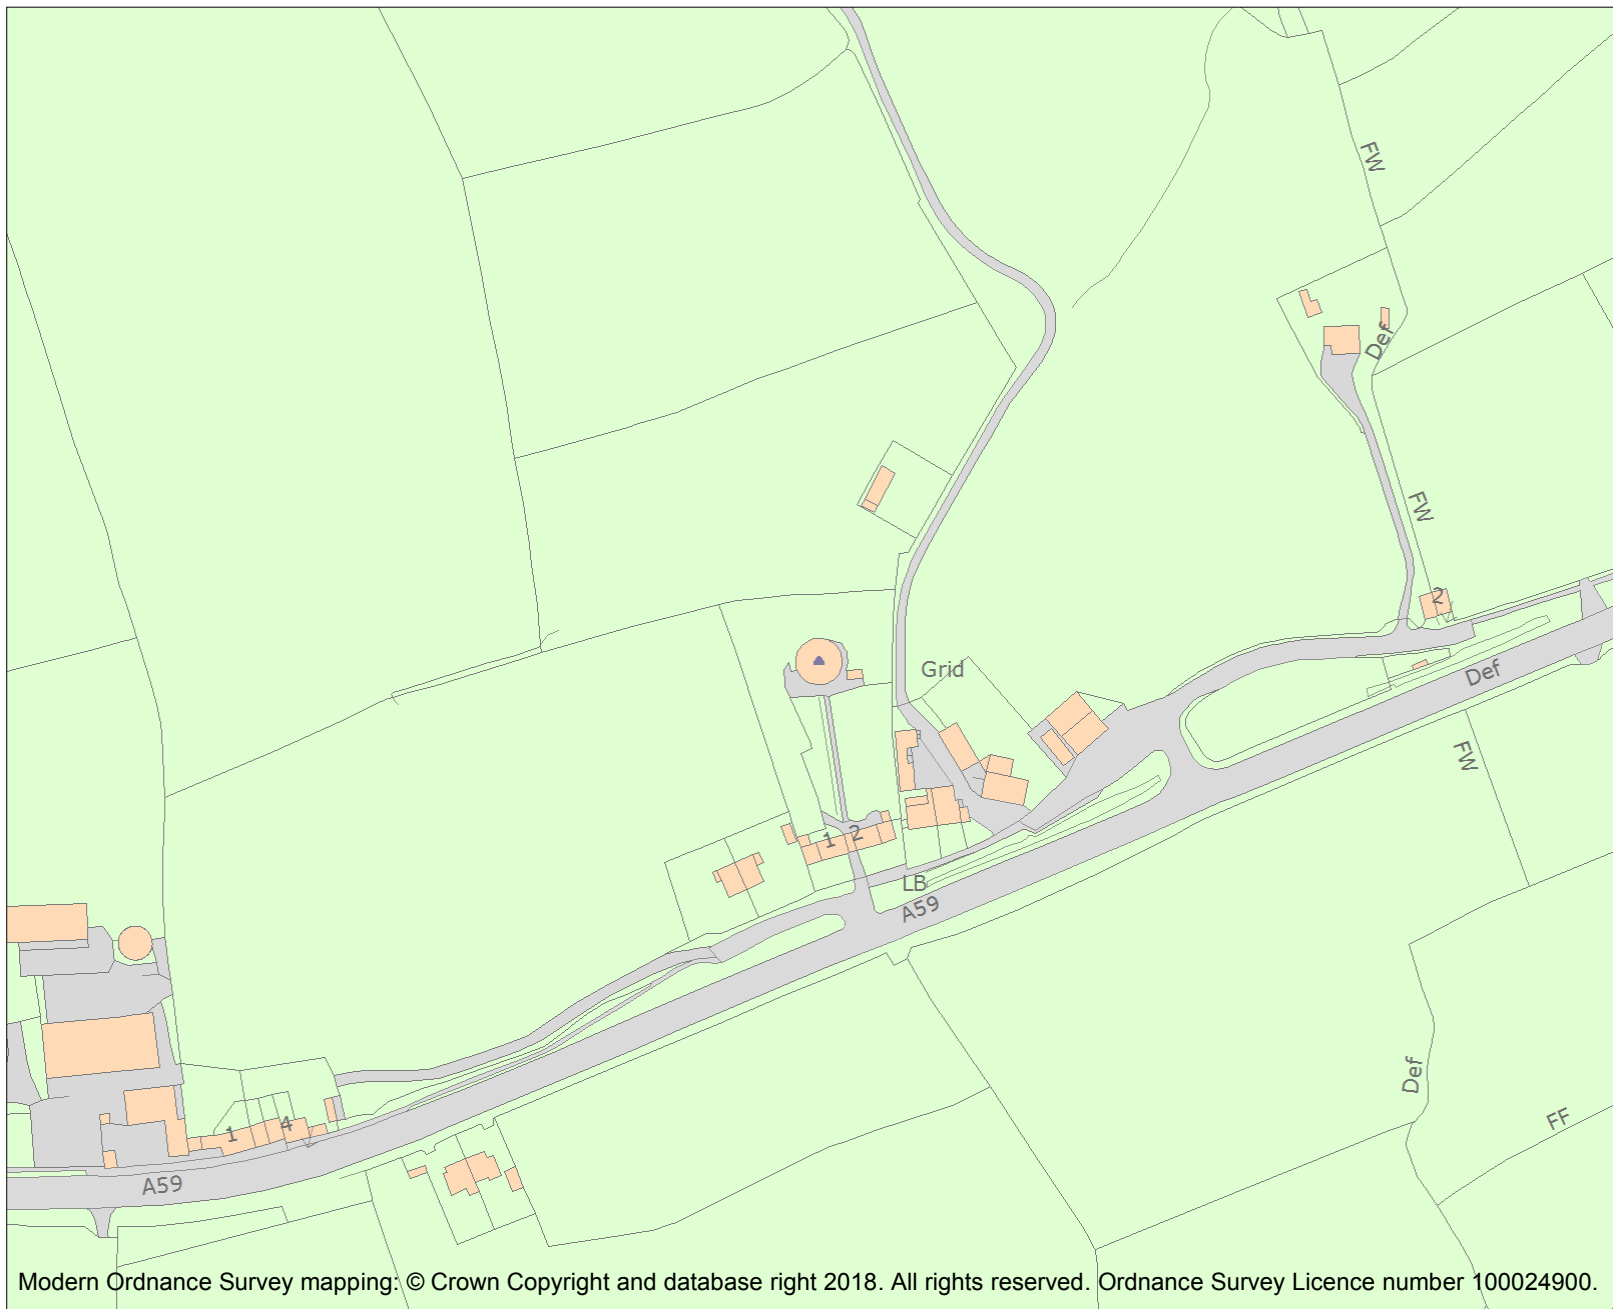 FW
Def
FW
2
Grid
Def
FW
1 2
LB
A59
Def
FF
1 4
A59
Modern Ordnance Survey mapping: © Crown Copyright and database right 2018. All rights reserved. Ordnance Survey Licence number 100024900.